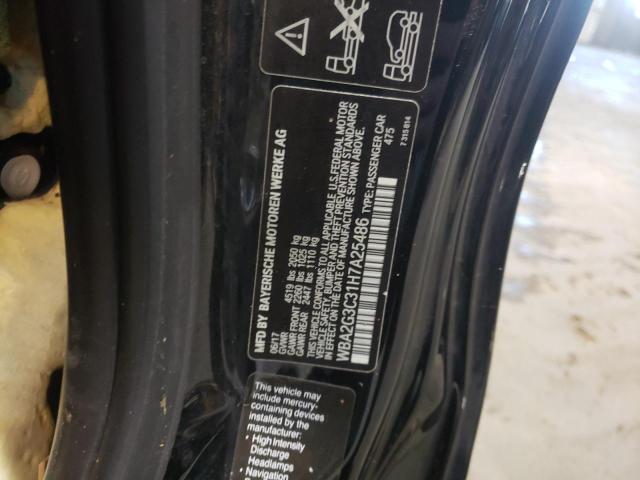 MFD BY BAYERISCHE MOTOREN WERKE AG
06/17
GVWR 4519 lbs 2050 kg
GAWR FRONT 2260 lbs 1025 kg
GAWR REAR 2447 lbs 1110 kg
THIS VEHICLE CONFORMS TO ALL APPLICABLE U.S. FEDERAL MOTOR
VEHICLE SAFETY, BUMPER AND THEFT PREVENTION STANDARDS
IN EFFECT ON THE DATE OF MANUFACTURE SHOWN ABOVE.
WBA2G3C31H7A25486 TYPE: PASSENGER CAR
475
7 315 814
This vehicle may
include mercury-
containing devices
installed by the
manufacturer:
• High Intensity
Discharge
Headlamps
• Navigation